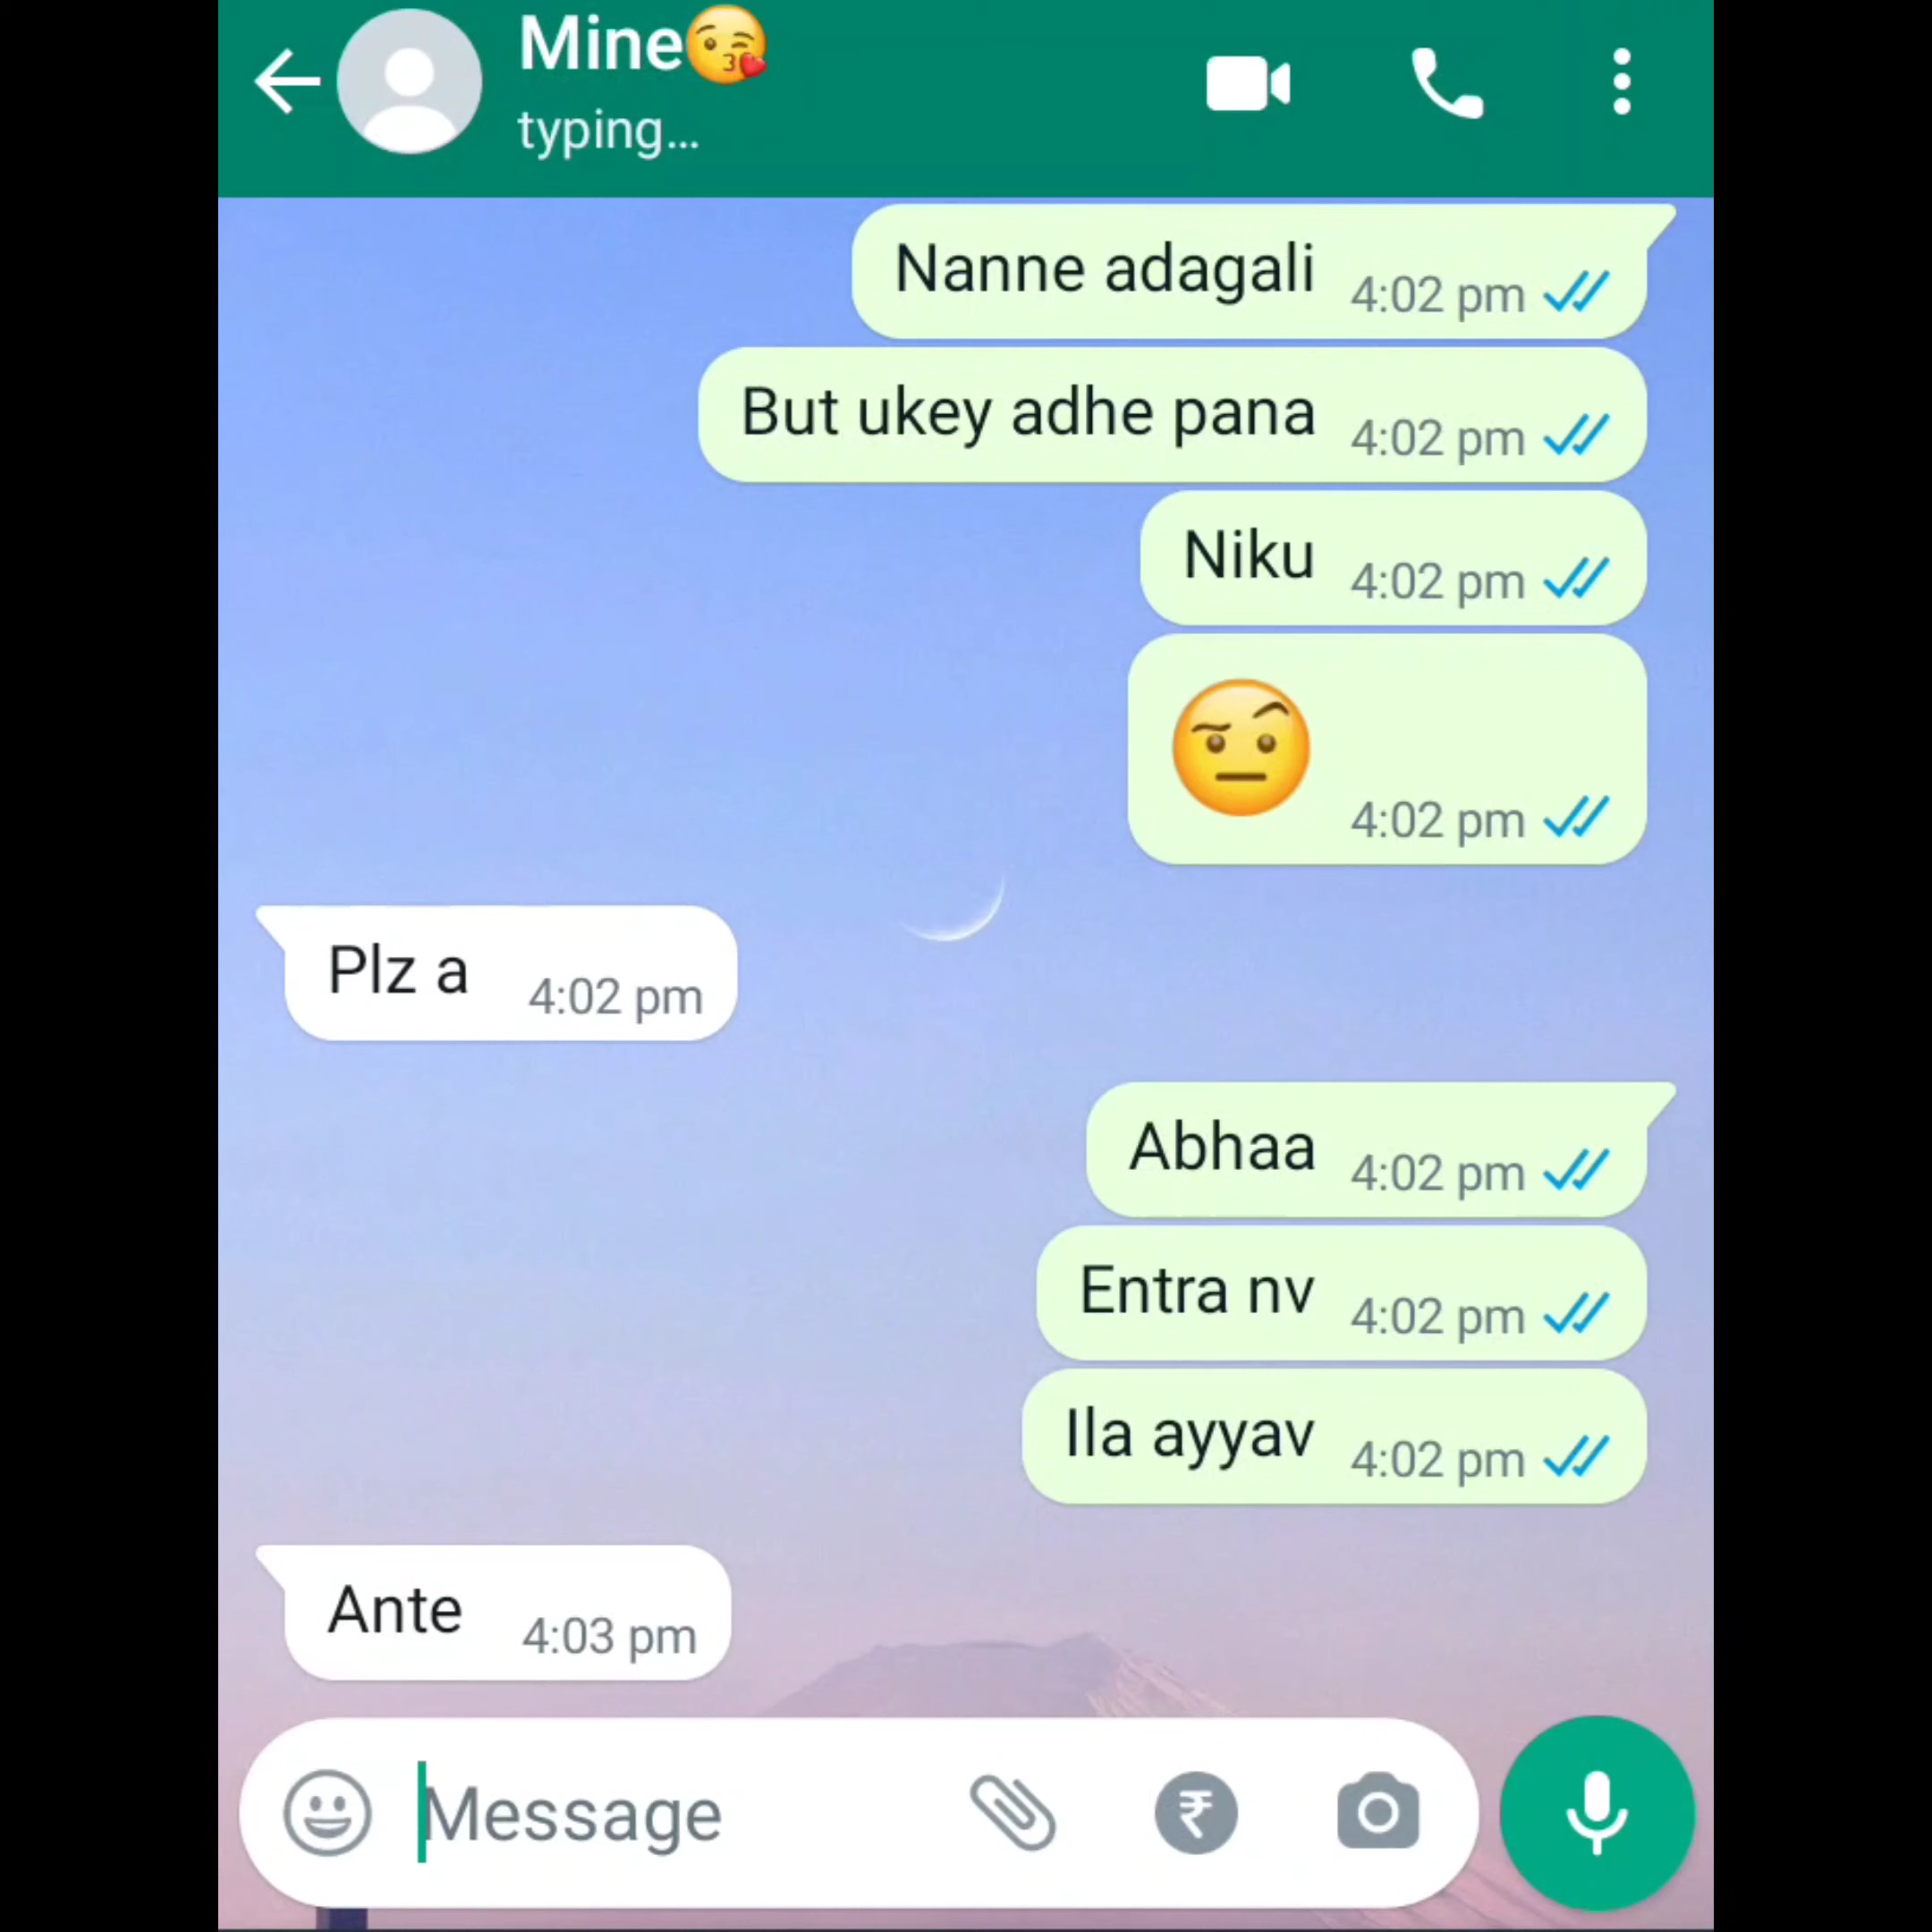 Mine😘
typing...
Nanne adagali 4:02 pm
But ukey adhe pana 4:02 pm
Niku 4:02 pm
🤨 4:02 pm
Plz a 4:02 pm
Abhaa 4:02 pm
Entra nv 4:02 pm
Ila ayyav 4:02 pm
Ante 4:03 pm
Message
₹